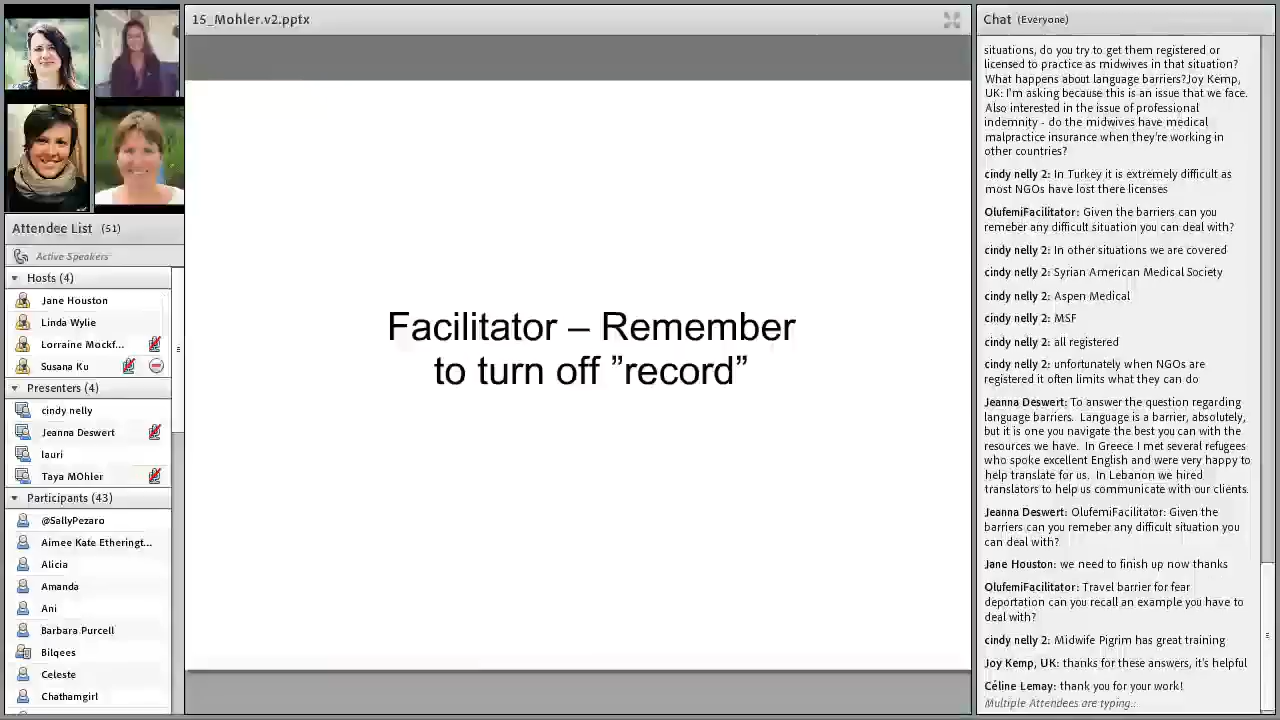 15_Mohler.v2.pptx
Attendee List (51)
Active Speakers
Hosts (4)
Jane Houston
Linda Wylie
Lorraine Mockf...
Susana Ku
Presenters (4)
cindy nelly
Jeanna Deswert
lauri
Taya MOhler
Participants (43)
@SallyPezaro
Aimee Kate Etheringt...
Alicia
Amanda
Ani
Barbara Purcell
Bilqees
Celeste
Chathamgirl
Facilitator – Remember
to turn off ”record”
Chat (Everyone)
situations, do you try to get them registered or
licensed to practice as midwives in that situation?
What happens about language barriers?Joy Kemp,
UK: I'm asking because this is an issue that we face.
Also interested in the issue of professional
indemnity - do the midwives have medical
malpractice insurance when they're working in
other countries?
cindy nelly 2: In Turkey it is extremely difficult as
most NGOs have lost there licenses
OlufemiFacilitator: Given the barriers can you
remeber any difficult situation you can deal with?
cindy nelly 2: In other situations we are covered
cindy nelly 2: Syrian American Medical Society
cindy nelly 2: Aspen Medical
cindy nelly 2: MSF
cindy nelly 2: all registered
cindy nelly 2: unfortunately when NGOs are
registered it often limits what they can do
Jeanna Deswert: To answer the question regarding
language barriers. Language is a barrier, absolutely,
but it is one you navigate the best you can with the
resources we have. In Greece I met several refugees
who spoke excellent English and were very happy to
help translate for us. In Lebanon we hired
translators to help us communicate with our clients.
Jeanna Deswert: OlufemiFacilitator: Given the
barriers can you remeber any difficult situation you
can deal with?
Jane Houston: we need to finish up now thanks
OlufemiFacilitator: Travel barrier for fear
deportation can you recall an example you have to
deal with?
cindy nelly 2: Midwife Pigrim has great training
Joy Kemp, UK: thanks for these answers, it's helpful
Céline Lemay: thank you for your work!
Multiple Attendees are typing..